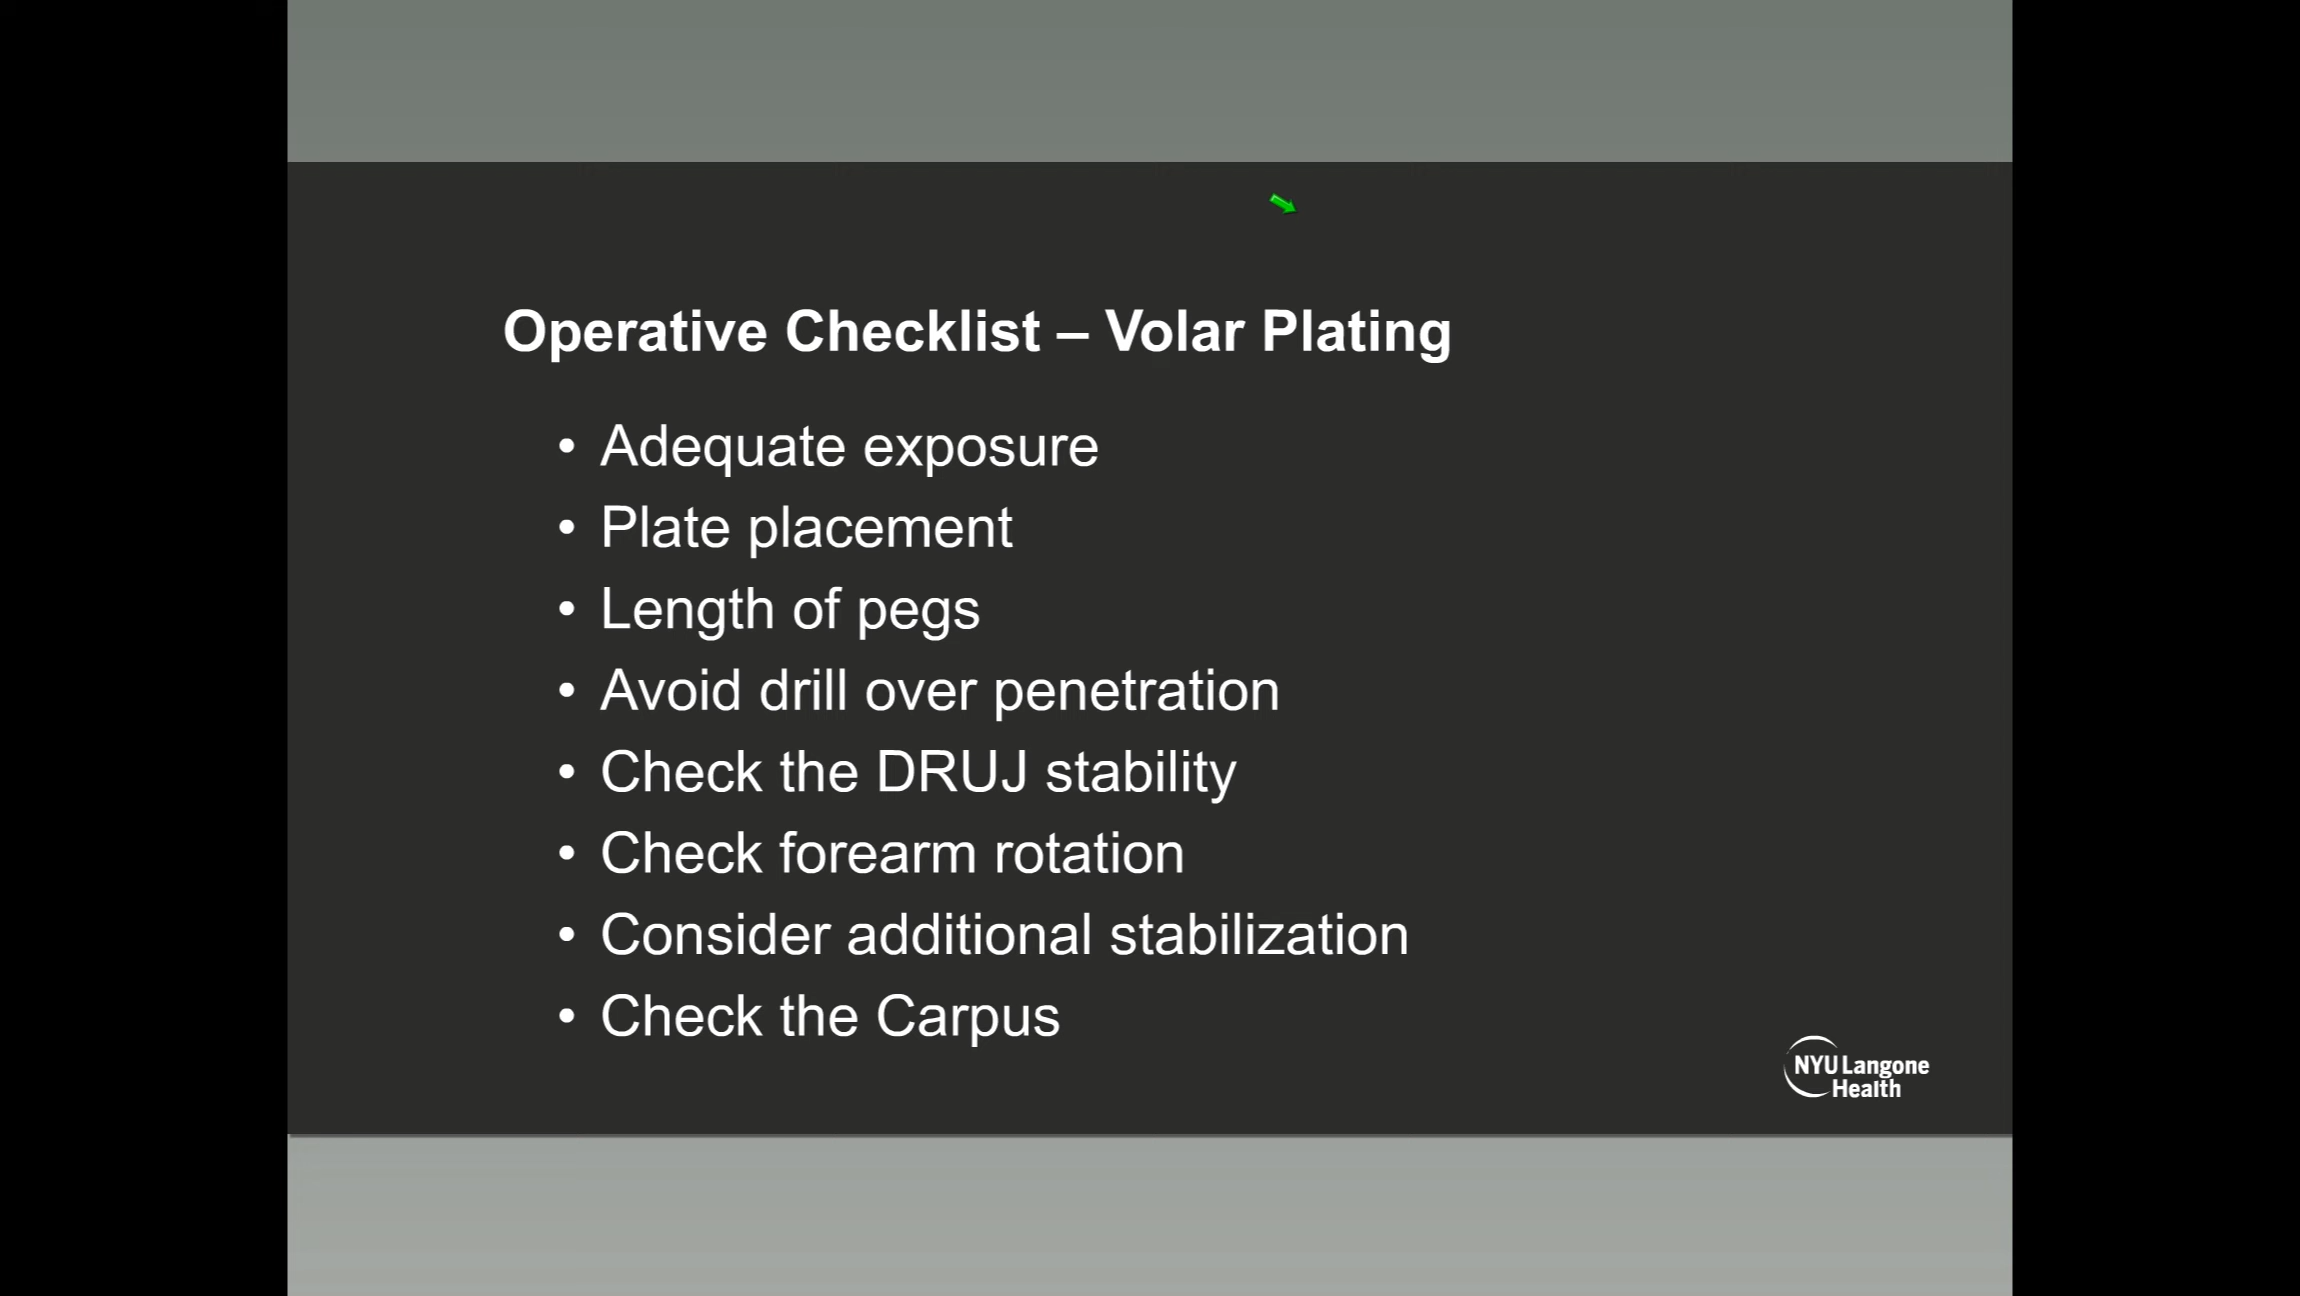 Operative Checklist – Volar Plating
• Adequate exposure
• Plate placement
• Length of pegs
• Avoid drill over penetration
• Check the DRUJ stability
• Check forearm rotation
• Consider additional stabilization
• Check the Carpus
NYU Langone
Health